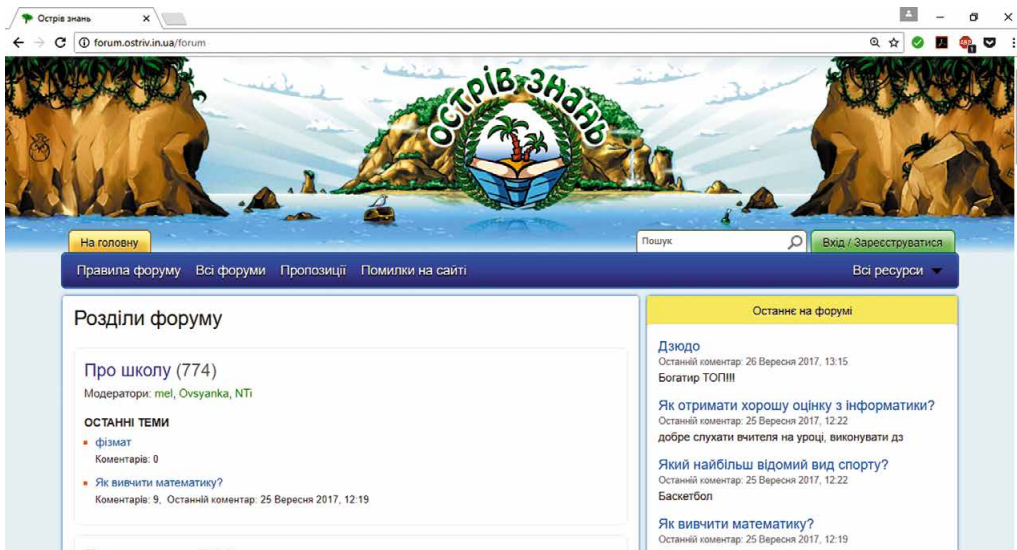 Острів знань
forum.ostriv.in.ua/forum
ОСТРІВ ЗНАНЬ
На головну
Пошук
Вхід / Зареєструватися
Правила форуму Всі форуми Пропозиції Помилки на сайті
Всі ресурси
Розділи форуму
Про школу (774)
Модератори: mel, Ovsyanka, NTi
ОСТАННІ ТЕМИ
фізмат
Коментарів: 0
Як вивчити математику?
Коментарів: 9, Останній коментар: 25 Вересня 2017, 12:19
Останнє на форумі
Дзюдо
Останній коментар: 26 Вересня 2017, 13:15
Богатир ТОП!!!
Як отримати хорошу оцінку з інформатики?
Останній коментар: 25 Вересня 2017, 12:22
добре слухати вчителя на уроці, виконувати дз
Який найбільш відомий вид спорту?
Останній коментар: 25 Вересня 2017, 12:22
Баскетбол
Як вивчити математику?
Останній коментар: 25 Вересня 2017, 12:19